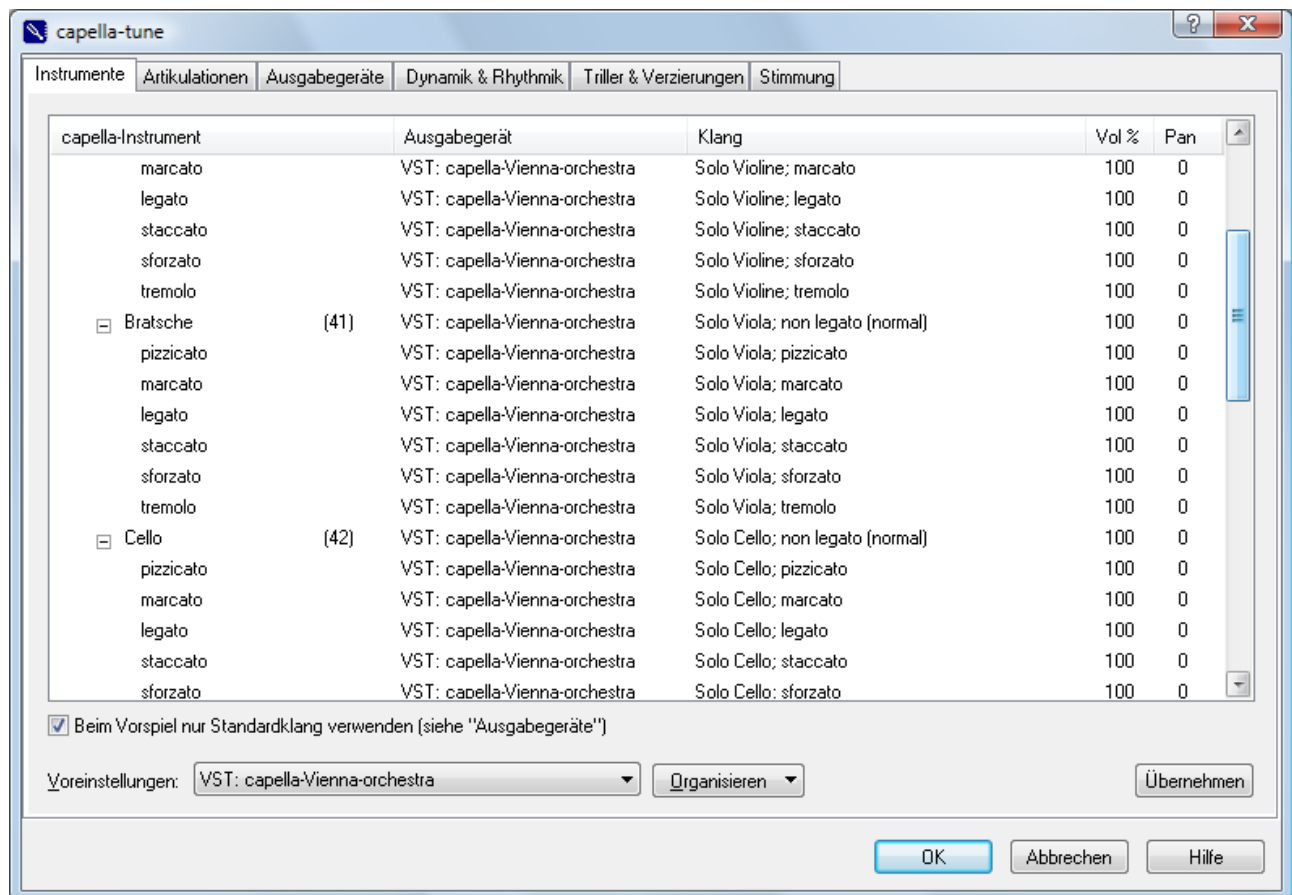 capella-tune
Instrumente Artikulationen Ausgabegeräte Dynamik & Rhythmik Triller & Verzierungen Stimmung
capella-Instrument Ausgabegerät Klang Vol % Pan
marcato VST: capella-Vienna-orchestra Solo Violine; marcato 100 0
legato VST: capella-Vienna-orchestra Solo Violine; legato 100 0
staccato VST: capella-Vienna-orchestra Solo Violine; staccato 100 0
sforzato VST: capella-Vienna-orchestra Solo Violine; sforzato 100 0
tremolo VST: capella-Vienna-orchestra Solo Violine; tremolo 100 0
Bratsche (41) VST: capella-Vienna-orchestra Solo Viola; non legato (normal) 100 0
pizzicato VST: capella-Vienna-orchestra Solo Viola; pizzicato 100 0
marcato VST: capella-Vienna-orchestra Solo Viola; marcato 100 0
legato VST: capella-Vienna-orchestra Solo Viola; legato 100 0
staccato VST: capella-Vienna-orchestra Solo Viola; staccato 100 0
sforzato VST: capella-Vienna-orchestra Solo Viola; sforzato 100 0
tremolo VST: capella-Vienna-orchestra Solo Viola; tremolo 100 0
Cello (42) VST: capella-Vienna-orchestra Solo Cello; non legato (normal) 100 0
pizzicato VST: capella-Vienna-orchestra Solo Cello; pizzicato 100 0
marcato VST: capella-Vienna-orchestra Solo Cello; marcato 100 0
legato VST: capella-Vienna-orchestra Solo Cello; legato 100 0
staccato VST: capella-Vienna-orchestra Solo Cello; staccato 100 0
sforzato VST: capella-Vienna-orchestra Solo Cello; sforzato 100 0
Beim Vorspiel nur Standardklang verwenden (siehe "Ausgabegeräte")
Voreinstellungen: VST: capella-Vienna-orchestra Organisieren Übernehmen
OK Abbrechen Hilfe